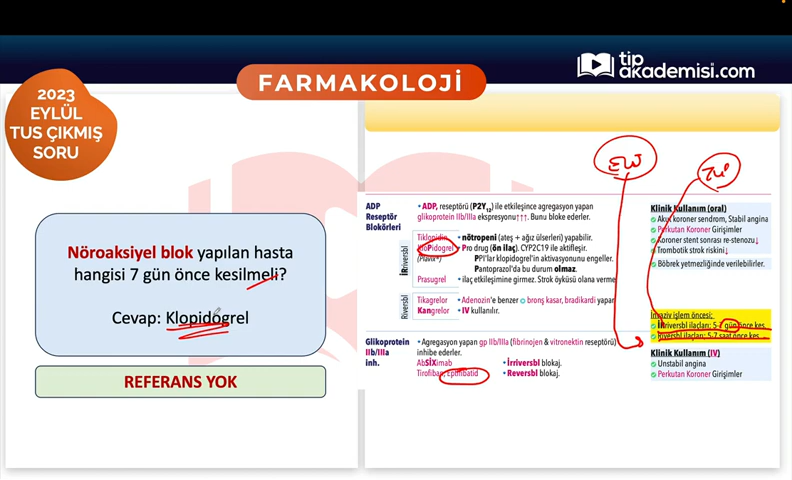 FARMAKOLOJİ
tip
akademisi.com
2023
EYLÜL
TUS ÇIKMIŞ
SORU
Nöroaksiyel blok yapılan hasta
hangisi 7 gün önce kesilmeli?
Cevap: Klopidogrel
REFERANS YOK
ADP
Reseptör
Blokörleri
• ADP, reseptörü (P2Y12) ile etkileşince agregasyon yapan
glikoprotein IIb/IIIa ekspresyonu↑↑↑. Bunu bloke ederler.
İRriversbl
Tiklopidin • nötropeni (ateş + ağız ülserleri) yapabilir.
KloPidogrel • Pro drug (ön ilaç). CYP2C19 ile aktifleşir.
(Plavix®) PPI'lar klopidogrel'in aktivasyonunu engeller.
Pantoprazol'da bu durum olmaz.
Prasugrel • ilaç etkileşimine girmez. Strok öyküsü olana verme
Riversbl
Tikagrelor • Adenozin'e benzer bronş kasar, bradikardi yapar
Kangrelor • IV kullanılır.
Glikoprotein
IIb/IIIa
inh.
• Agregasyon yapan gp IIb/IIIa (fibrinojen & vitronektin reseptörü)
inhibe ederler.
AbSİXimab • İrriversbl blokaj.
Tirofiban, Eptifibatid • Reversbl blokaj.
Klinik Kullanım (oral)
Akut koroner sendrom, Stabil angina
Perkutan Koroner Girişimler
Koroner stent sonrası re-stenozu↓
Trombotik strok riskini↓
Böbrek yetmezliğinde verilebilirler.
İnvaziv işlem öncesi:
İRriversbl ilaçları; 5-7 gün önce kes.
Riversbl ilaçları; 5-7 saat önce kes...
Klinik Kullanım (IV)
Unstabil angina
Perkutan Koroner Girişimler